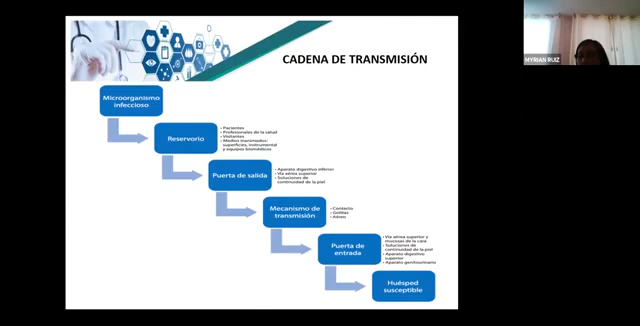 CADENA DE TRANSMISIÓN
MYRIAN RUIZ
Microorganismo
infeccioso
Reservorio
• Pacientes
• Profesionales de la salud
• Visitantes
• Medios inanimados:
superficies, instrumental
y equipos biomédicos
Puerta de salida
• Aparato digestivo inferior
• Vía aérea superior
• Soluciones de
continuidad de la piel
Mecanismo de
transmisión
• Contacto
• Gotitas
• Aéreo
Puerta de
entrada
• Vía aérea superior y
mucosas de la cara
• Soluciones de
continuidad de la piel
• Aparato digestivo
superior
• Aparato genitourinario
Huésped
susceptible